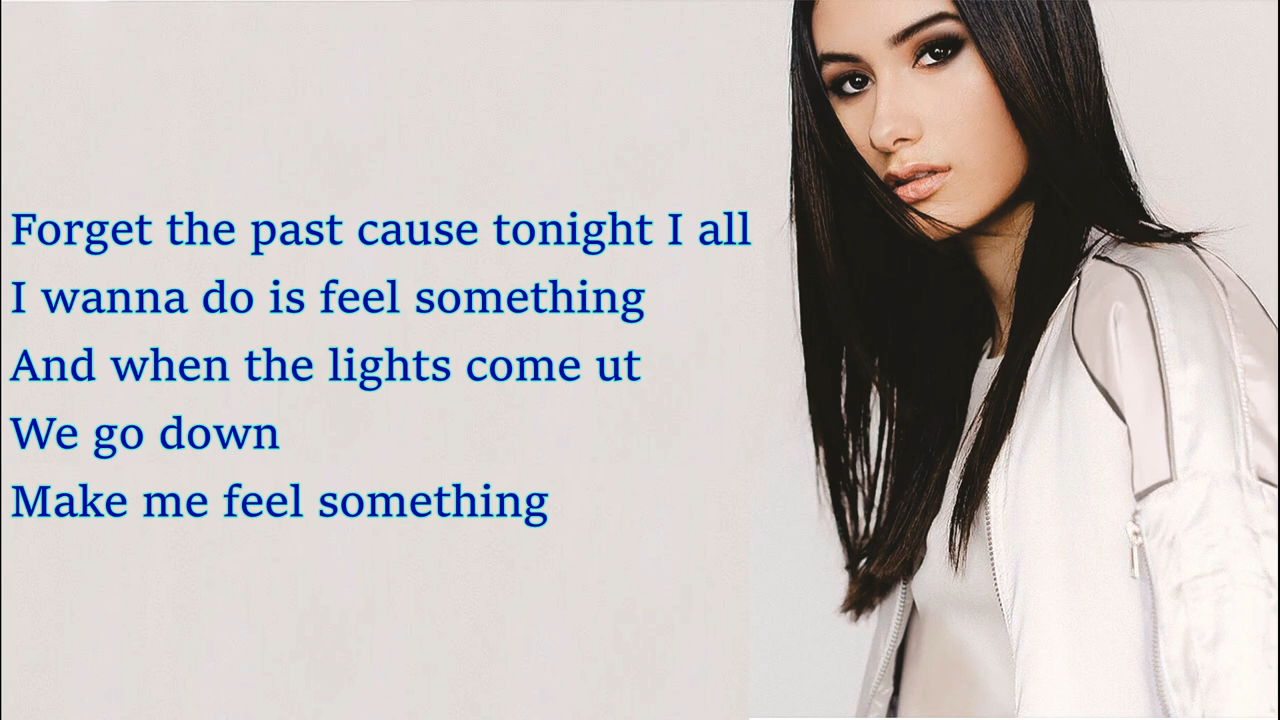 Forget the past cause tonight I all
I wanna do is feel something
And when the lights come ut
We go down
Make me feel something